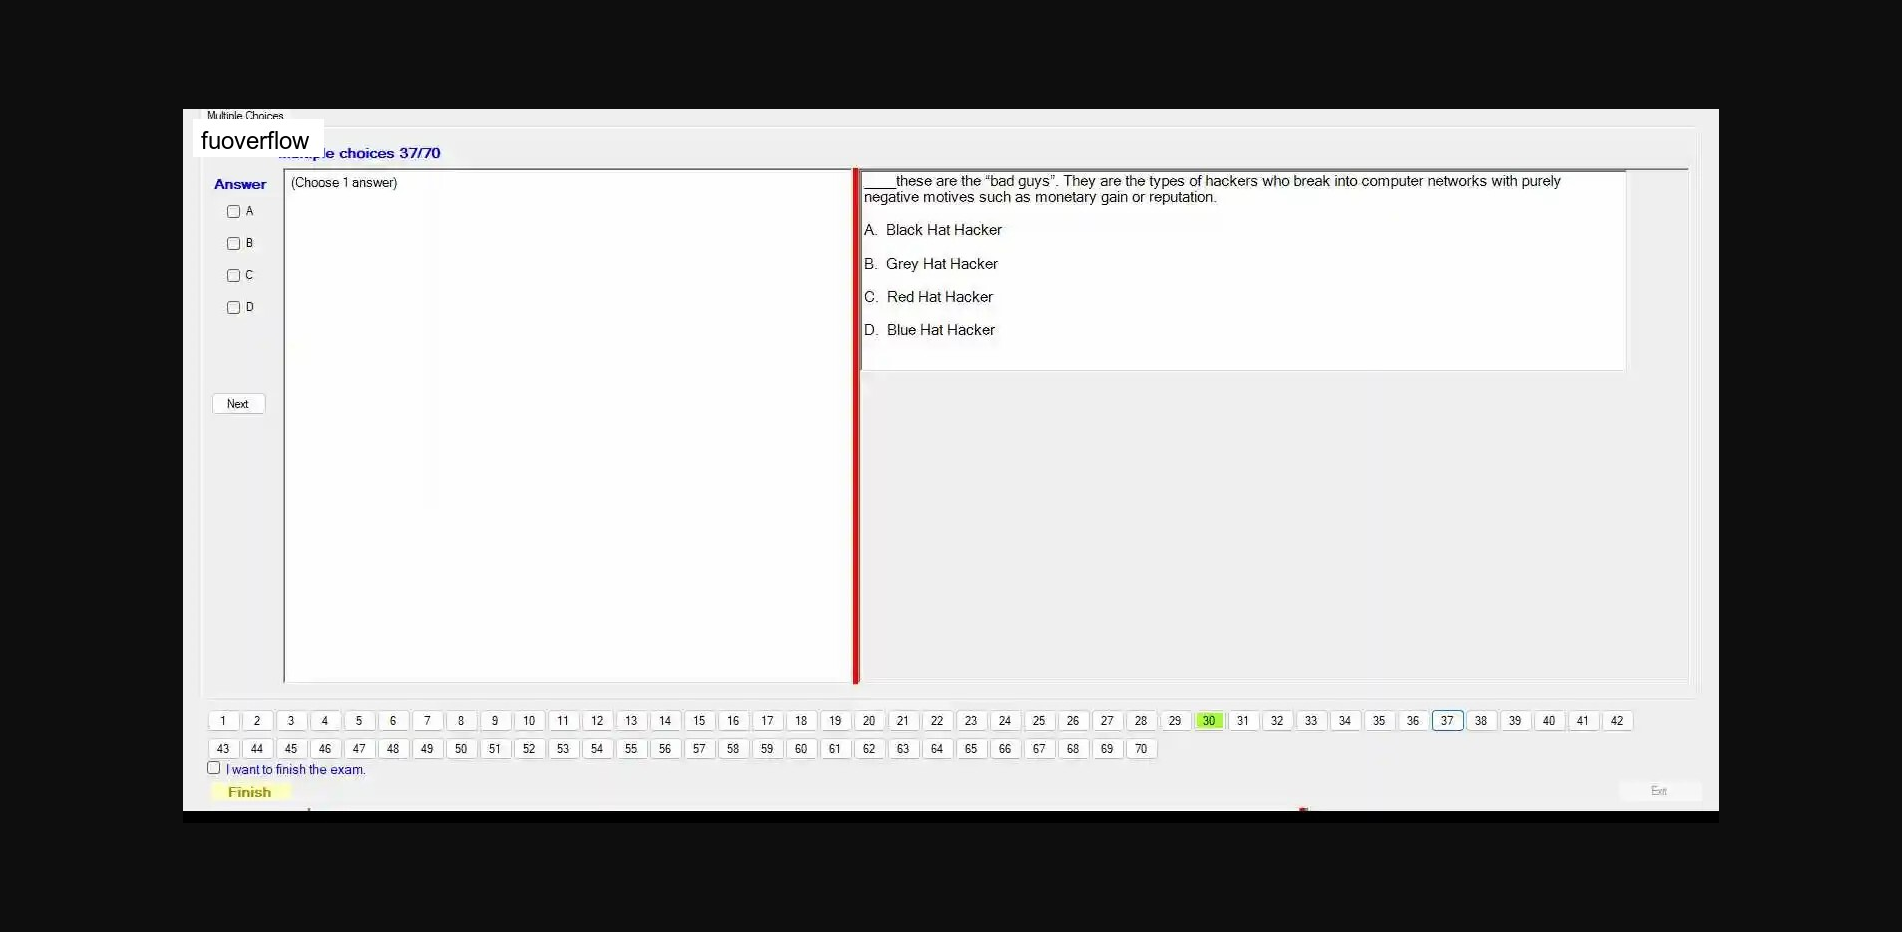 Multiple Choices
fuoverflow
choices 37/70
Answer
(Choose 1 answer)
A
B
C
D
Next
____these are the “bad guys”. They are the types of hackers who break into computer networks with purely
negative motives such as monetary gain or reputation.
A. Black Hat Hacker
B. Grey Hat Hacker
C. Red Hat Hacker
D. Blue Hat Hacker
1 2 3 4 5 6 7 8 9 10 11 12 13 14 15 16 17 18 19 20 21 22 23 24 25 26 27 28 29 30 31 32 33 34 35 36 37 38 39 40 41 42
43 44 45 46 47 48 49 50 51 52 53 54 55 56 57 58 59 60 61 62 63 64 65 66 67 68 69 70
I want to finish the exam.
Finish
Exit